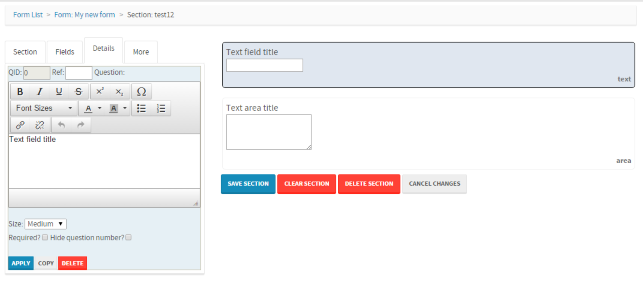 Form List > Form: My new form > Section: test12
Section Fields Details More
QID: 0 Ref: Question:
B I U S x² x₂ Ω
Font Sizes A A
Text field title
Size: Medium
Required? Hide question number?
APPLY COPY DELETE
Text field title
text
Text area title
area
SAVE SECTION CLEAR SECTION DELETE SECTION CANCEL CHANGES